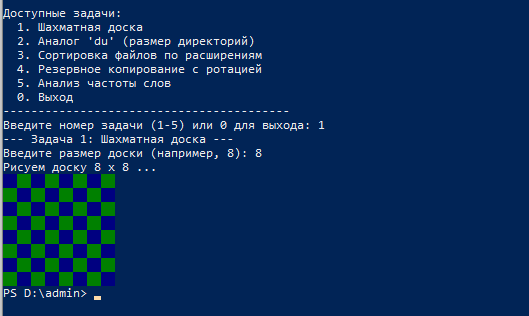 Доступные задачи:
1. Шахматная доска
2. Аналог 'du' (размер директорий)
3. Сортировка файлов по расширениям
4. Резервное копирование с ротацией
5. Анализ частоты слов
0. Выход
-----------------------------------------
Введите номер задачи (1-5) или 0 для выхода: 1
--- Задача 1: Шахматная доска ---
Введите размер доски (например, 8): 8
Рисуем доску 8 x 8 ...
PS D:\admin>